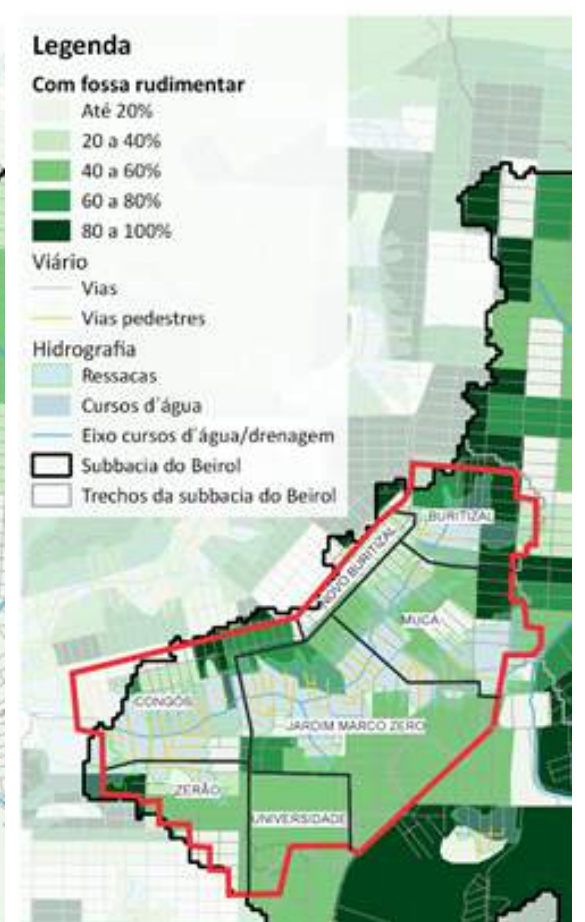 Legenda
Com fossa rudimentar
Até 20%
20 a 40%
40 a 60%
60 a 80%
80 a 100%
Viário
Vias
Vias pedestres
Hidrografia
Ressacas
Cursos d´água
Eixo cursos d´água/drenagem
Subbacia do Beirol
Trechos da subbacia do Beirol
BURITIZAL
NOVO BURITIZAL
MUCA
CONGÓS
JARDIM MARCO ZERO
ZERÃO
UNIVERSIDADE